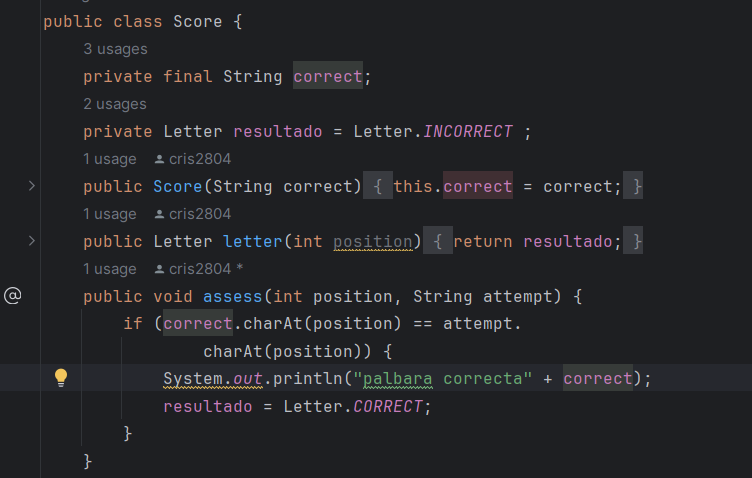 public class Score {
3 usages
private final String correct;
2 usages
private Letter resultado = Letter.INCORRECT ;
1 usage cris2804
public Score(String correct) { this.correct = correct; }
1 usage cris2804
public Letter letter(int position) { return resultado; }
1 usage cris2804 *
public void assess(int position, String attempt) {
if (correct.charAt(position) == attempt.
charAt(position)) {
System.out.println("palbara correcta" + correct);
resultado = Letter.CORRECT;
}
}